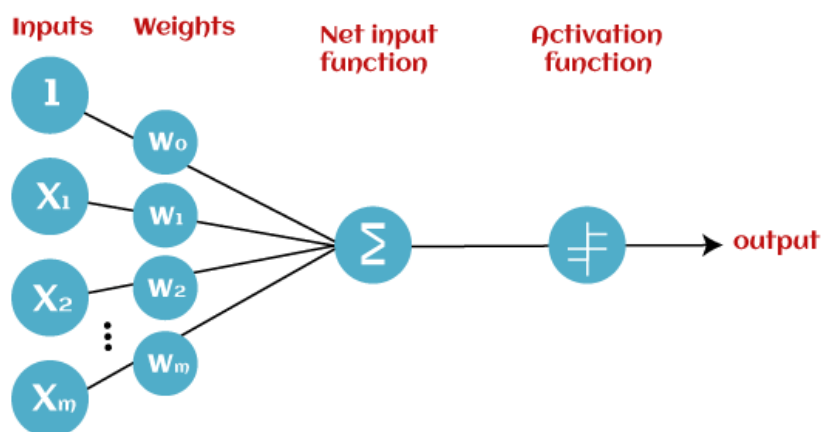 Inputs
Weights
Net input
function
Activation
function
1
w₀
X₁
w₁
Σ
output
X₂
w₂
Xₘ
wₘ